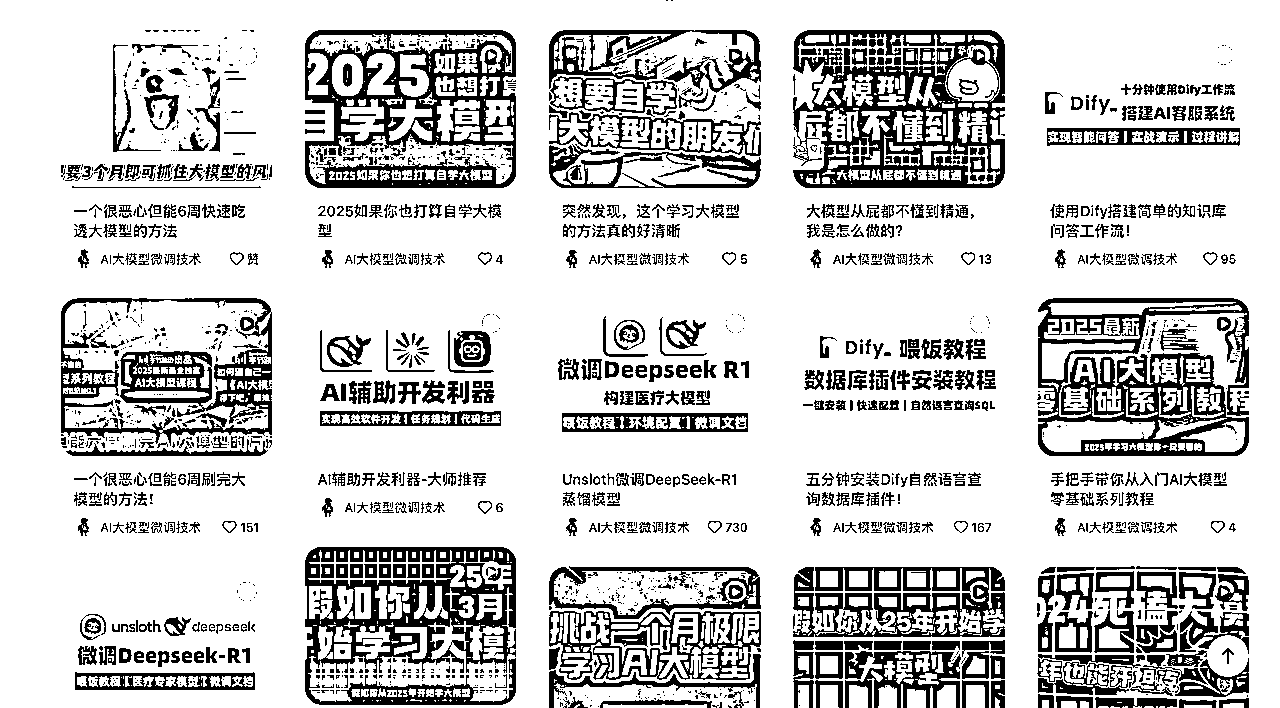 要3个月即可抓住大模型的风
一个很恶心但能6周快速吃
透大模型的方法
AI大模型微调技术
赞
2025 如果
也想打算
自学大模型
2025如果你也想打算自学大模型
2025如果你也打算自学大模
型
AI大模型微调技术
4
想要自学
大模型的朋友们
突然发现，这个学习大模型
的方法真的好清晰
AI大模型微调技术
5
大模型从
屁都不懂到精通
大模型从屁都不懂到精通
大模型从屁都不懂到精通，
我是怎么做的?
AI大模型微调技术
13
Dify
十分钟使用Dify工作流
搭建AI客服系统
实现智能问答 | 实战演示 | 过程讲解
使用Dify搭建简单的知识库
问答工作流!
AI大模型微调技术
95
AI大模型课程
一个很恶心但能6周刷完大
模型的方法!
AI大模型微调技术
151
AI辅助开发利器
实现高效软件开发 | 任务规划 | 代码生成
AI辅助开发利器-大师推荐
AI大模型微调技术
6
微调Deepseek R1
构建医疗大模型
喂饭教程 | 环境配置 | 微调文档
Unsloth微调DeepSeek-R1
蒸馏模型
AI大模型微调技术
730
Dify 喂饭教程
数据库插件安装教程
一键安装 | 快速配置 | 自然语言查询SQL
五分钟安装Dify自然语言查
询数据库插件!
AI大模型微调技术
167
2025最新
AI大模型
零基础系列教程
手把手带你从入门AI大模型
零基础系列教程
AI大模型微调技术
4
unsloth deepseek
微调Deepseek-R1
喂饭教程 | 医疗专家模型 | 微调文档
25年
假如你从 3月
开始学习大模型
假如你从2025年开始学大模型
挑战一个月极限
学习AI大模型
假如你从25年开始学
大模型
2024死磕大模
年也能开坦克